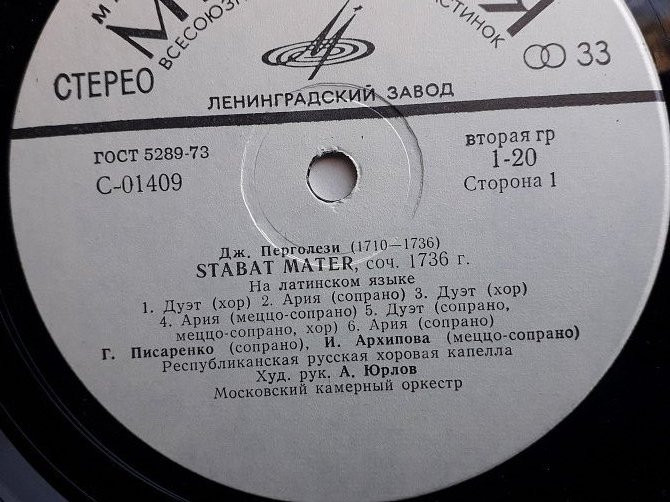 СТЕРЕО
33
ЛЕНИНГРАДСКИЙ ЗАВОД
ГОСТ 5289-73
С-01409
вторая гр
1-20
Сторона 1
Дж. Перголези (1710—1736)
STABAT MATER, соч. 1736 г.
На латинском языке
1. Дуэт (хор) 2. Ария (сопрано) 3. Дуэт (хор)
4. Ария (меццо-сопрано) 5. Дуэт (сопрано,
меццо-сопрано, хор) 6. Ария (сопрано)
Г. Писаренко (сопрано), И. Архипова (меццо-сопрано)
Республиканская русская хоровая капелла
Худ. рук. А. Юрлов
Московский камерный оркестр